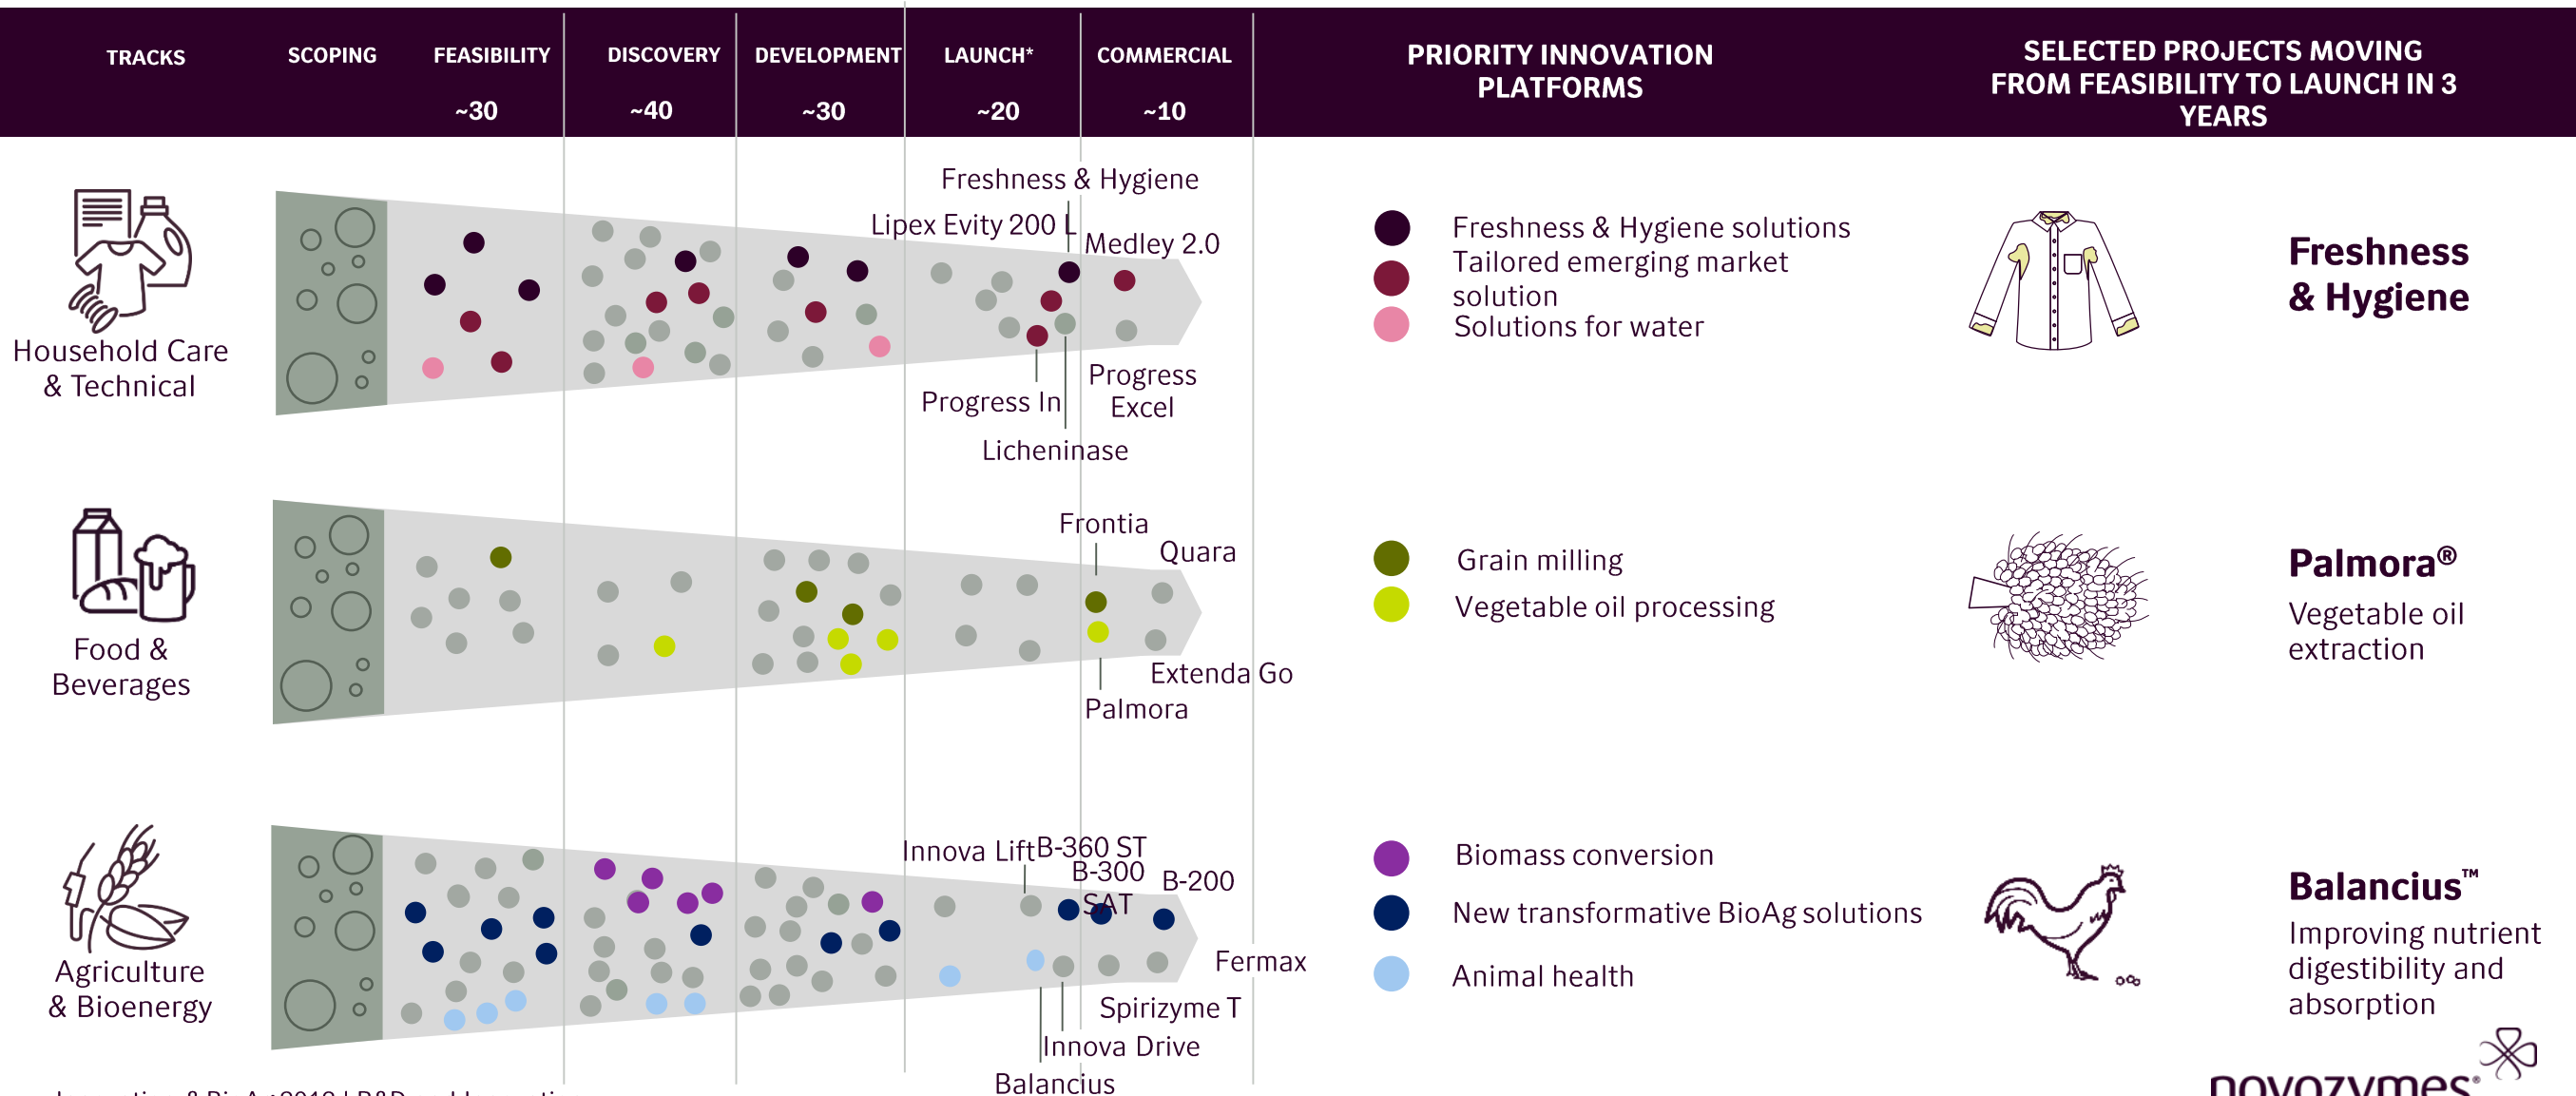 TRACKS
SCOPING
FEASIBILITY
DISCOVERY
DEVELOPMENT
LAUNCH*
COMMERCIAL
~30
~40
~30
~20
~10
PRIORITY INNOVATION
PLATFORMS
SELECTED PROJECTS MOVING
FROM FEASIBILITY TO LAUNCH IN 3
YEARS
Household Care
& Technical
Freshness & Hygiene
Lipex Evity 200 L
Medley 2.0
Progress In
Progress
Excel
Licheninase
Freshness & Hygiene solutions
Tailored emerging market
solution
Solutions for water
Freshness
& Hygiene
Food &
Beverages
Frontia
Quara
Extenda Go
Palmora
Grain milling
Vegetable oil processing
Palmora®
Vegetable oil
extraction
Agriculture
& Bioenergy
Innova Lift
B-360 ST
B-300
SAT
B-200
Fermax
Spirizyme T
Innova Drive
Balancius
Biomass conversion
New transformative BioAg solutions
Animal health
Balancius™
Improving nutrient
digestibility and
absorption
novozymes®